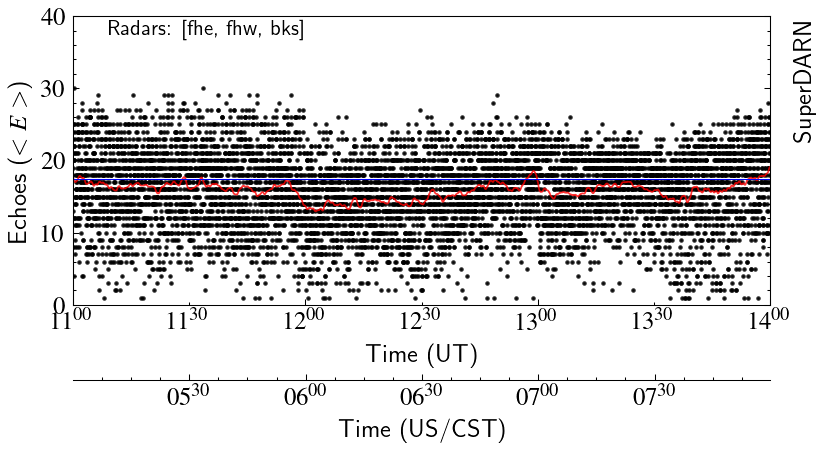 Radars: [fhe, fhw, bks]
40
30
20
10
0
Echoes (< E >)
SuperDARN
11⁰⁰ 11³⁰ 12⁰⁰ 12³⁰ 13⁰⁰ 13³⁰ 14⁰⁰
Time (UT)
05³⁰ 06⁰⁰ 06³⁰ 07⁰⁰ 07³⁰
Time (US/CST)